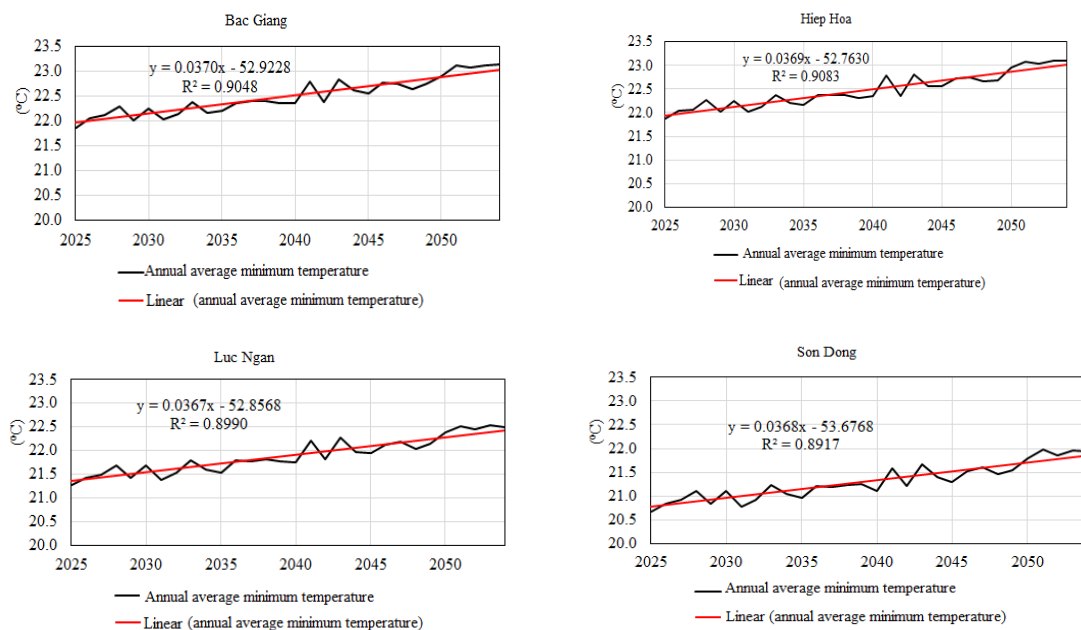 Bac Giang
(ºC)
23.5
23.0
22.5
22.0
21.5
21.0
20.5
20.0
y = 0.0370x - 52.9228
R² = 0.9048
2025 2030 2035 2040 2045 2050
Annual average minimum temperature
Linear (annual average minimum temperature)
Hiep Hoa
(ºC)
23.5
23.0
22.5
22.0
21.5
21.0
20.5
20.0
y = 0.0369x - 52.7630
R² = 0.9083
2025 2030 2035 2040 2045 2050
Annual average minimum temperature
Linear (annual average minimum temperature)
Luc Ngan
(ºC)
23.5
23.0
22.5
22.0
21.5
21.0
20.5
20.0
y = 0.0367x - 52.8568
R² = 0.8990
2025 2030 2035 2040 2045 2050
Annual average minimum temperature
Linear (annual average minimum temperature)
Son Dong
(ºC)
23.5
23.0
22.5
22.0
21.5
21.0
20.5
20.0
y = 0.0368x - 53.6768
R² = 0.8917
2025 2030 2035 2040 2045 2050
Annual average minimum temperature
Linear (annual average minimum temperature)